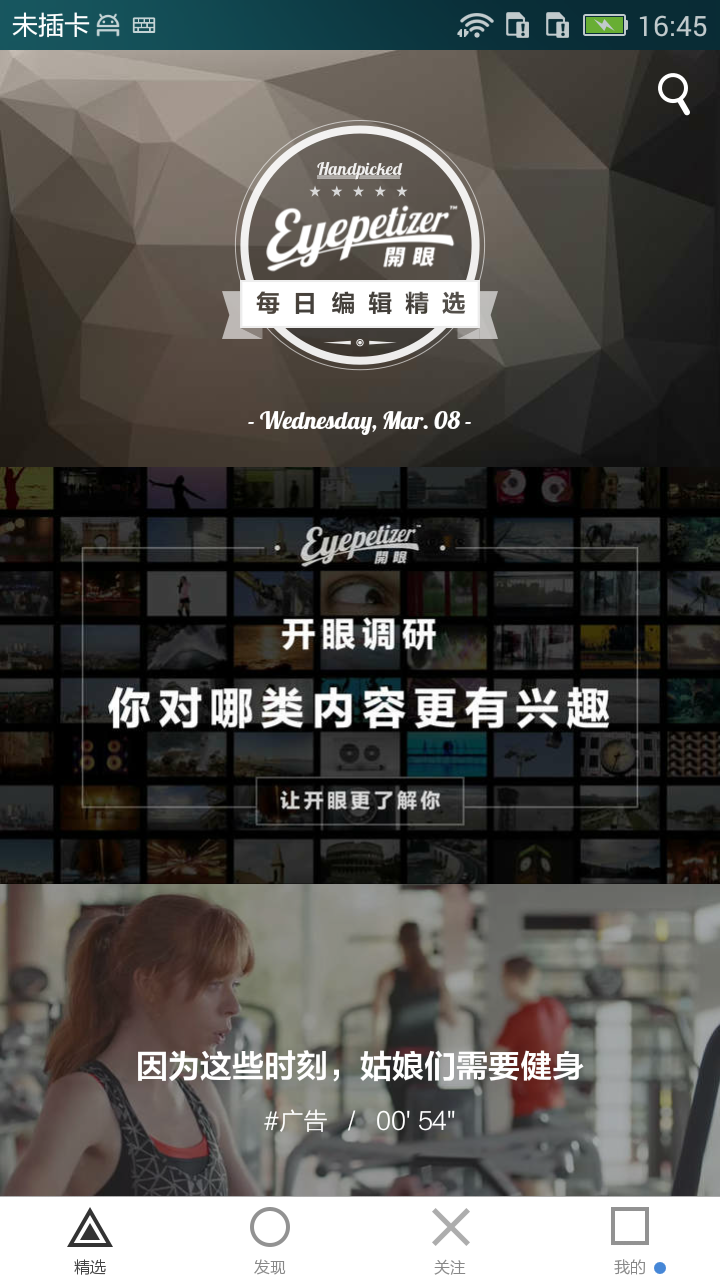 未插卡 16:45
Handpicked
Eyepetizer™
開眼
每日编辑精选
- Wednesday, Mar. 08 -
Eyepetizer™
開眼
开眼调研
你对哪类内容更有兴趣
让开眼更了解你
因为这些时刻，姑娘们需要健身
#广告 / 00' 54"
精选 发现 关注 我的